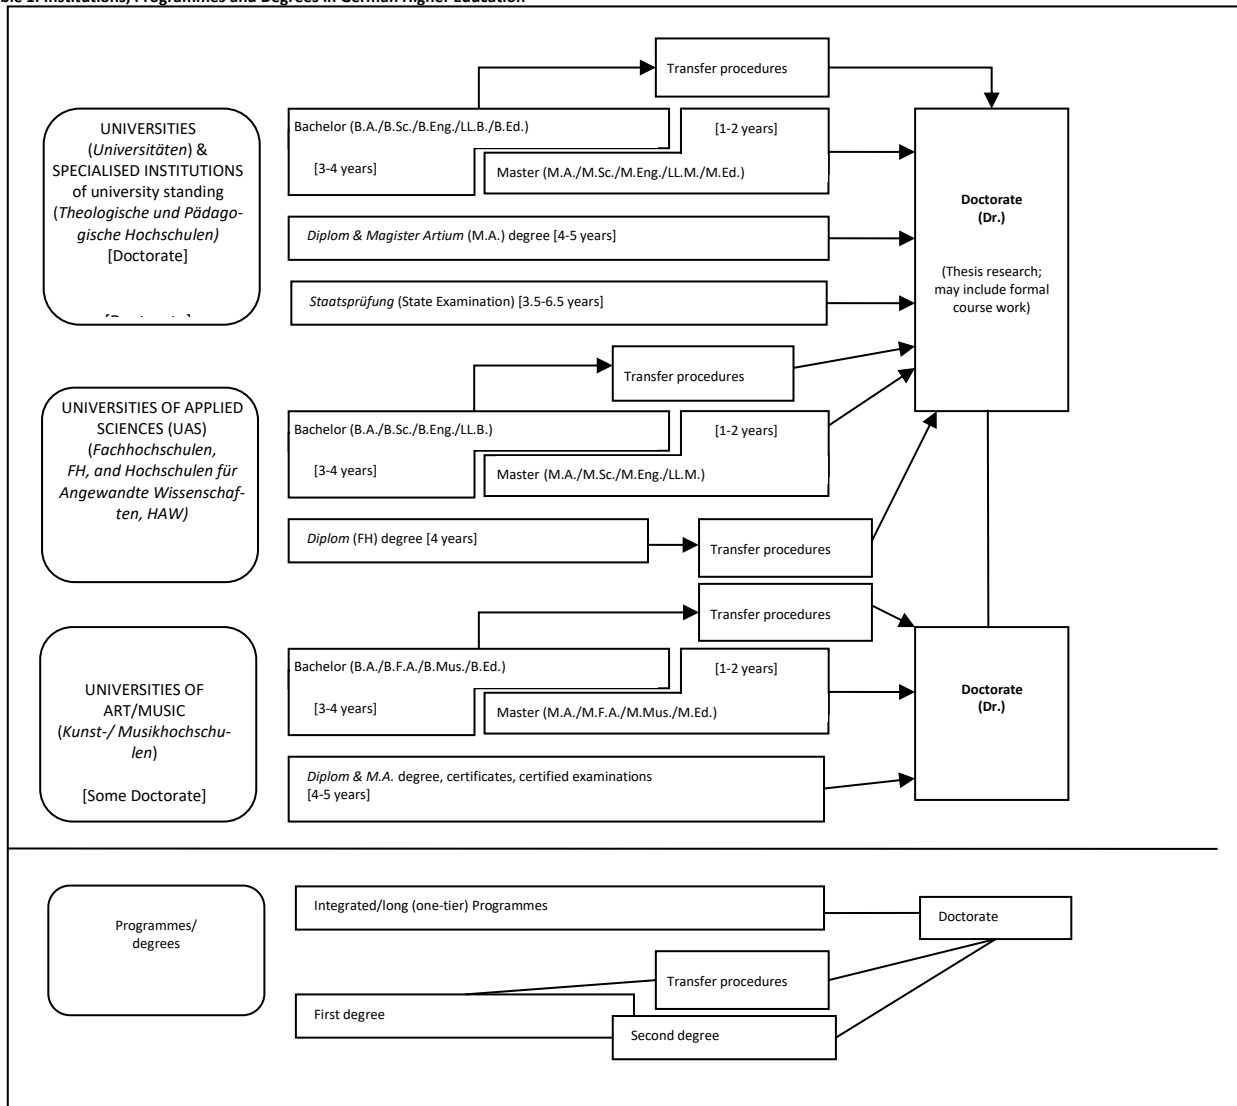 Transfer procedures
UNIVERSITIES
(Universitäten) &
SPECIALISED INSTITUTIONS
of university standing
(Theologische und Pädago-
gische Hochschulen)
[Doctorate]
Bachelor (B.A./B.Sc./B.Eng./LL.B./B.Ed.)
[3-4 years]
[1-2 years]
Master (M.A./M.Sc./M.Eng./LL.M./M.Ed.)
Diplom & Magister Artium (M.A.) degree [4-5 years]
Staatsprüfung (State Examination) [3.5-6.5 years]
Doctorate
(Dr.)
(Thesis research;
may include formal
course work)
Transfer procedures
UNIVERSITIES OF APPLIED
SCIENCES (UAS)
(Fachhochschulen,
FH, and Hochschulen für
Angewandte Wissenschaf-
ten, HAW)
Bachelor (B.A./B.Sc./B.Eng./LL.B.)
[3-4 years]
[1-2 years]
Master (M.A./M.Sc./M.Eng./LL.M.)
Diplom (FH) degree [4 years]
Transfer procedures
Transfer procedures
UNIVERSITIES OF
ART/MUSIC
(Kunst-/ Musikhochschu-
len)
[Some Doctorate]
Bachelor (B.A./B.F.A./B.Mus./B.Ed.)
[3-4 years]
[1-2 years]
Master (M.A./M.F.A./M.Mus./M.Ed.)
Diplom & M.A. degree, certificates, certified examinations
[4-5 years]
Doctorate
(Dr.)
Programmes/
degrees
Integrated/long (one-tier) Programmes
Doctorate
Transfer procedures
First degree
Second degree